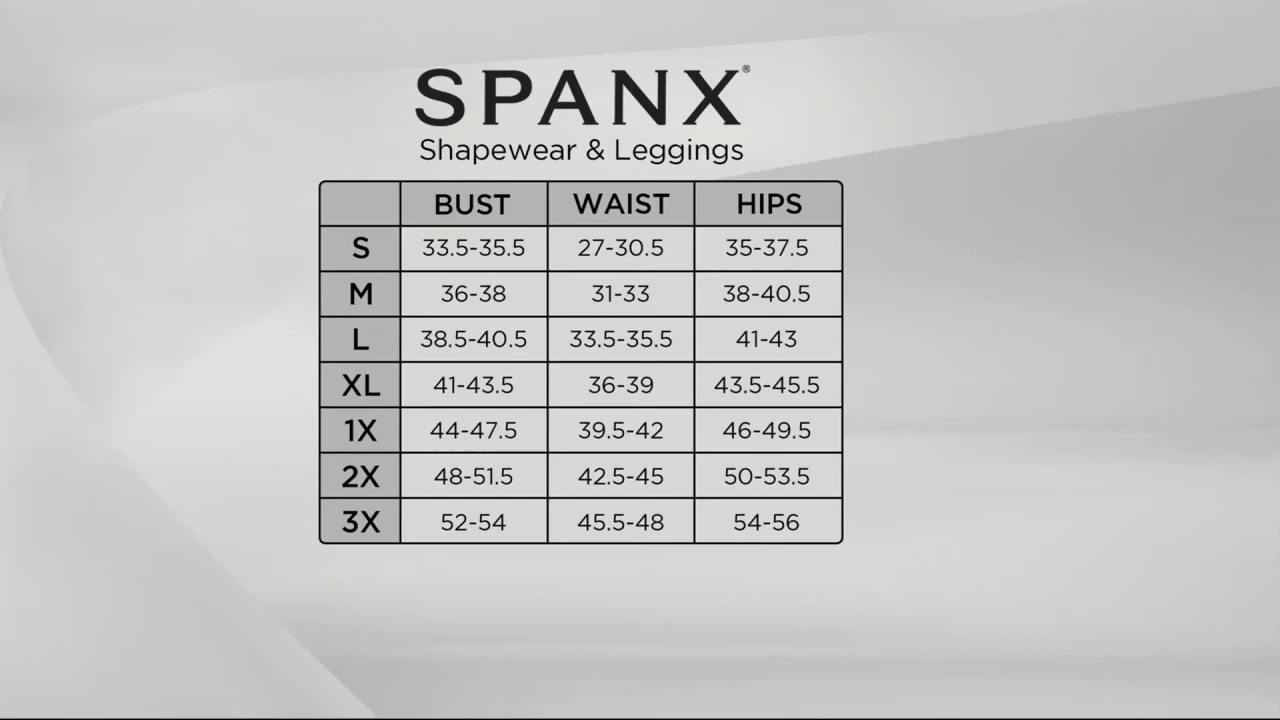 SPANX®
Shapewear & Leggings
BUST WAIST HIPS
S 33.5-35.5 27-30.5 35-37.5
M 36-38 31-33 38-40.5
L 38.5-40.5 33.5-35.5 41-43
XL 41-43.5 36-39 43.5-45.5
1X 44-47.5 39.5-42 46-49.5
2X 48-51.5 42.5-45 50-53.5
3X 52-54 45.5-48 54-56